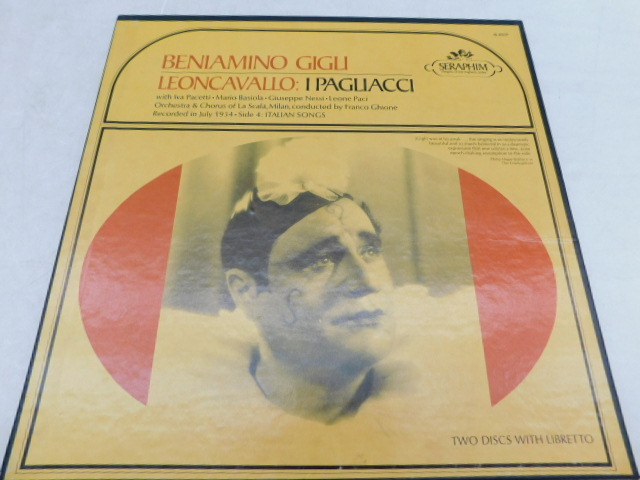 BENIAMINO GIGLI
LEONCAVALLO: I PAGLIACCI
with Iva Pacetti • Mario Basiola • Giuseppe Nessi • Leone Paci
Orchestra & Chorus of La Scala, Milan, conducted by Franco Ghione
Recorded in July 1934 • Side 4: ITALIAN SONGS
SERAPHIM
TWO DISCS WITH LIBRETTO